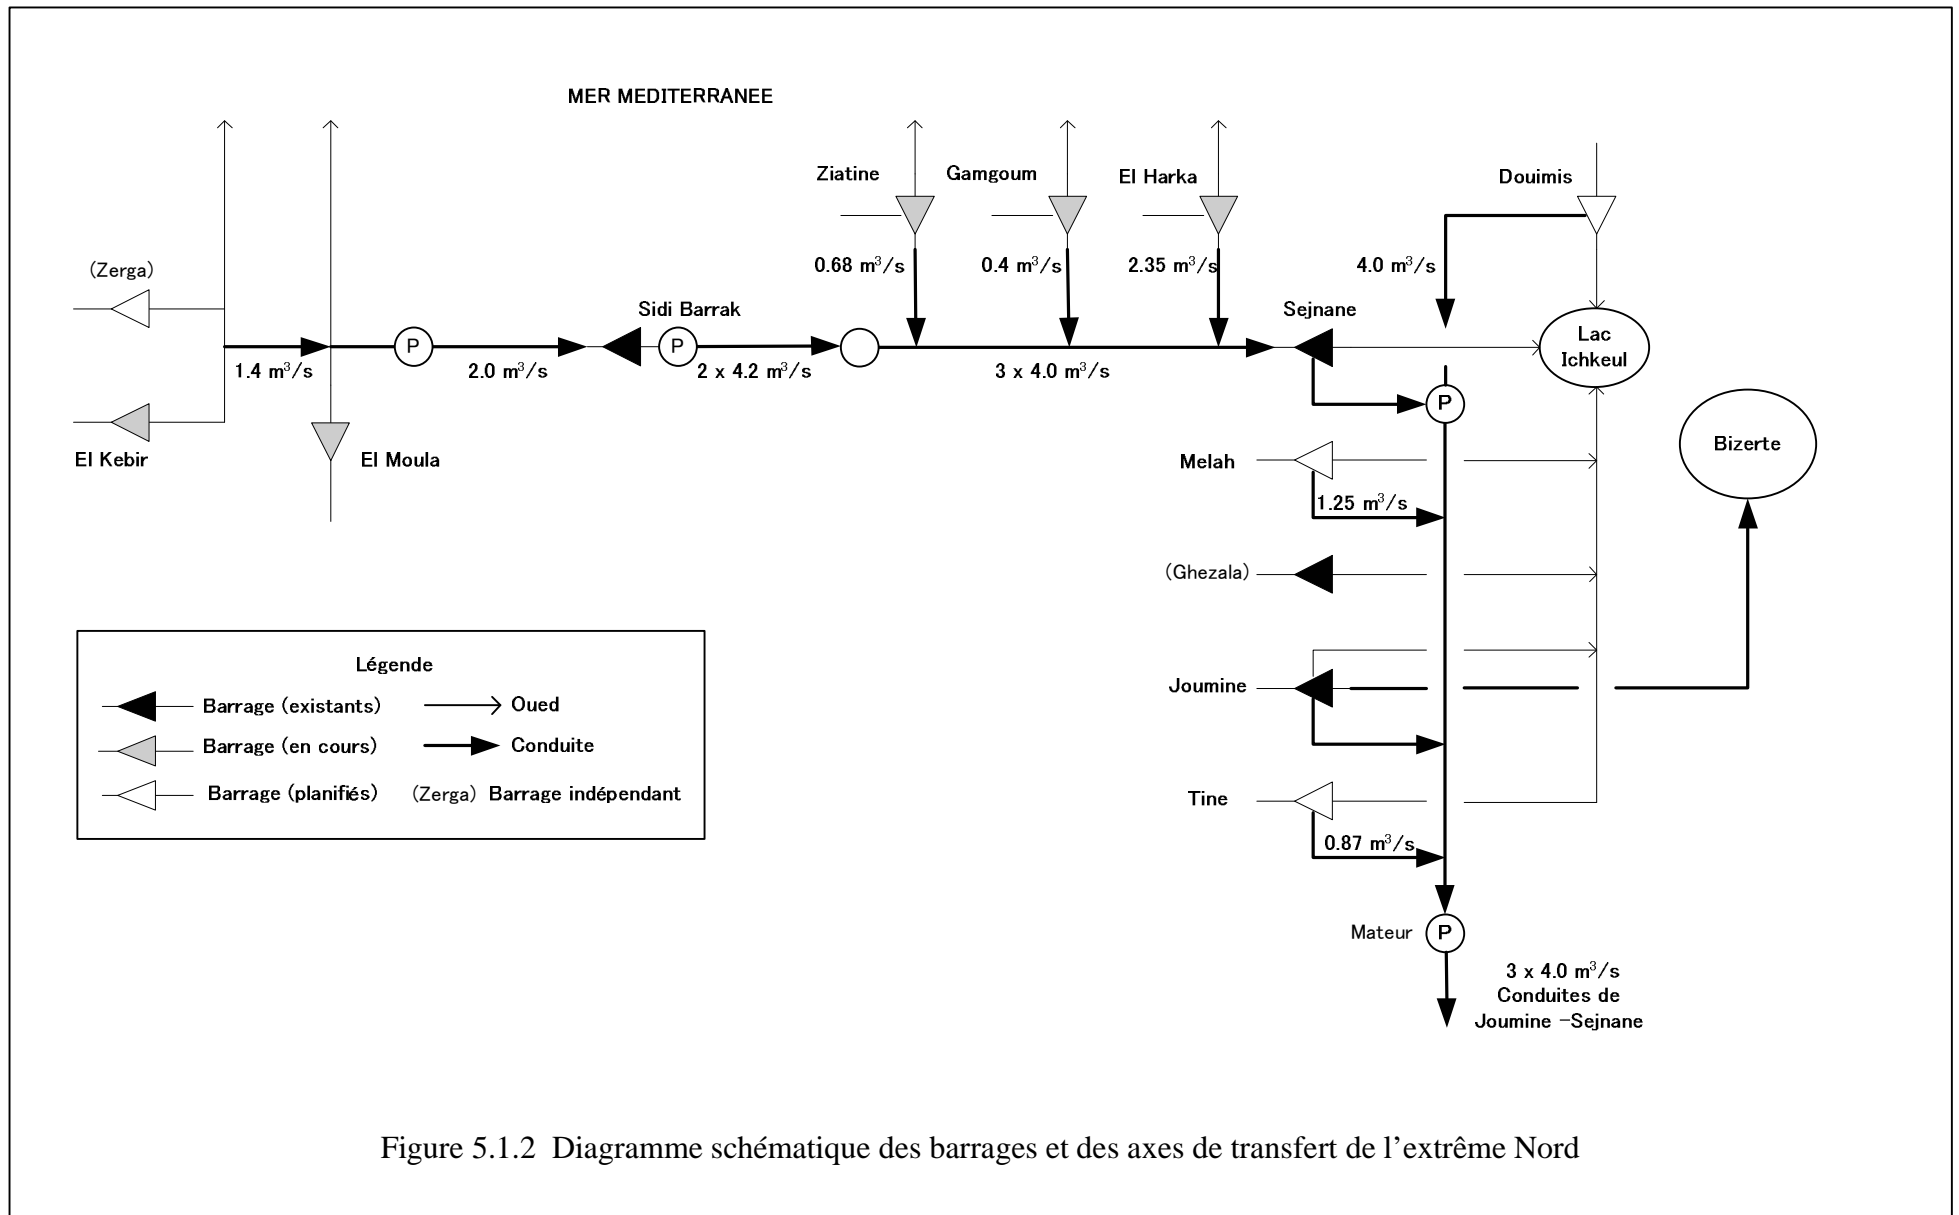 MER MEDITERRANEE
Ziatine
Gamgoum
El Harka
Douimis
0.68 m³/s
0.4 m³/s
2.35 m³/s
4.0 m³/s
(Zerga)
Sidi Barrak
Sejnane
Lac
Ichkeul
P
P
1.4 m³/s
2.0 m³/s
2 x 4.2 m³/s
3 x 4.0 m³/s
P
El Kebir
El Moula
Melah
Bizerte
1.25 m³/s
(Ghezala)
Joumine
Tine
0.87 m³/s
Mateur
P
3 x 4.0 m³/s
Conduites de
Joumine -Sejnane
Légende
Barrage (existants)
Oued
Barrage (en cours)
Conduite
Barrage (planifiés)
(Zerga) Barrage indépendant
Figure 5.1.2 Diagramme schématique des barrages et des axes de transfert de l’extrême Nord